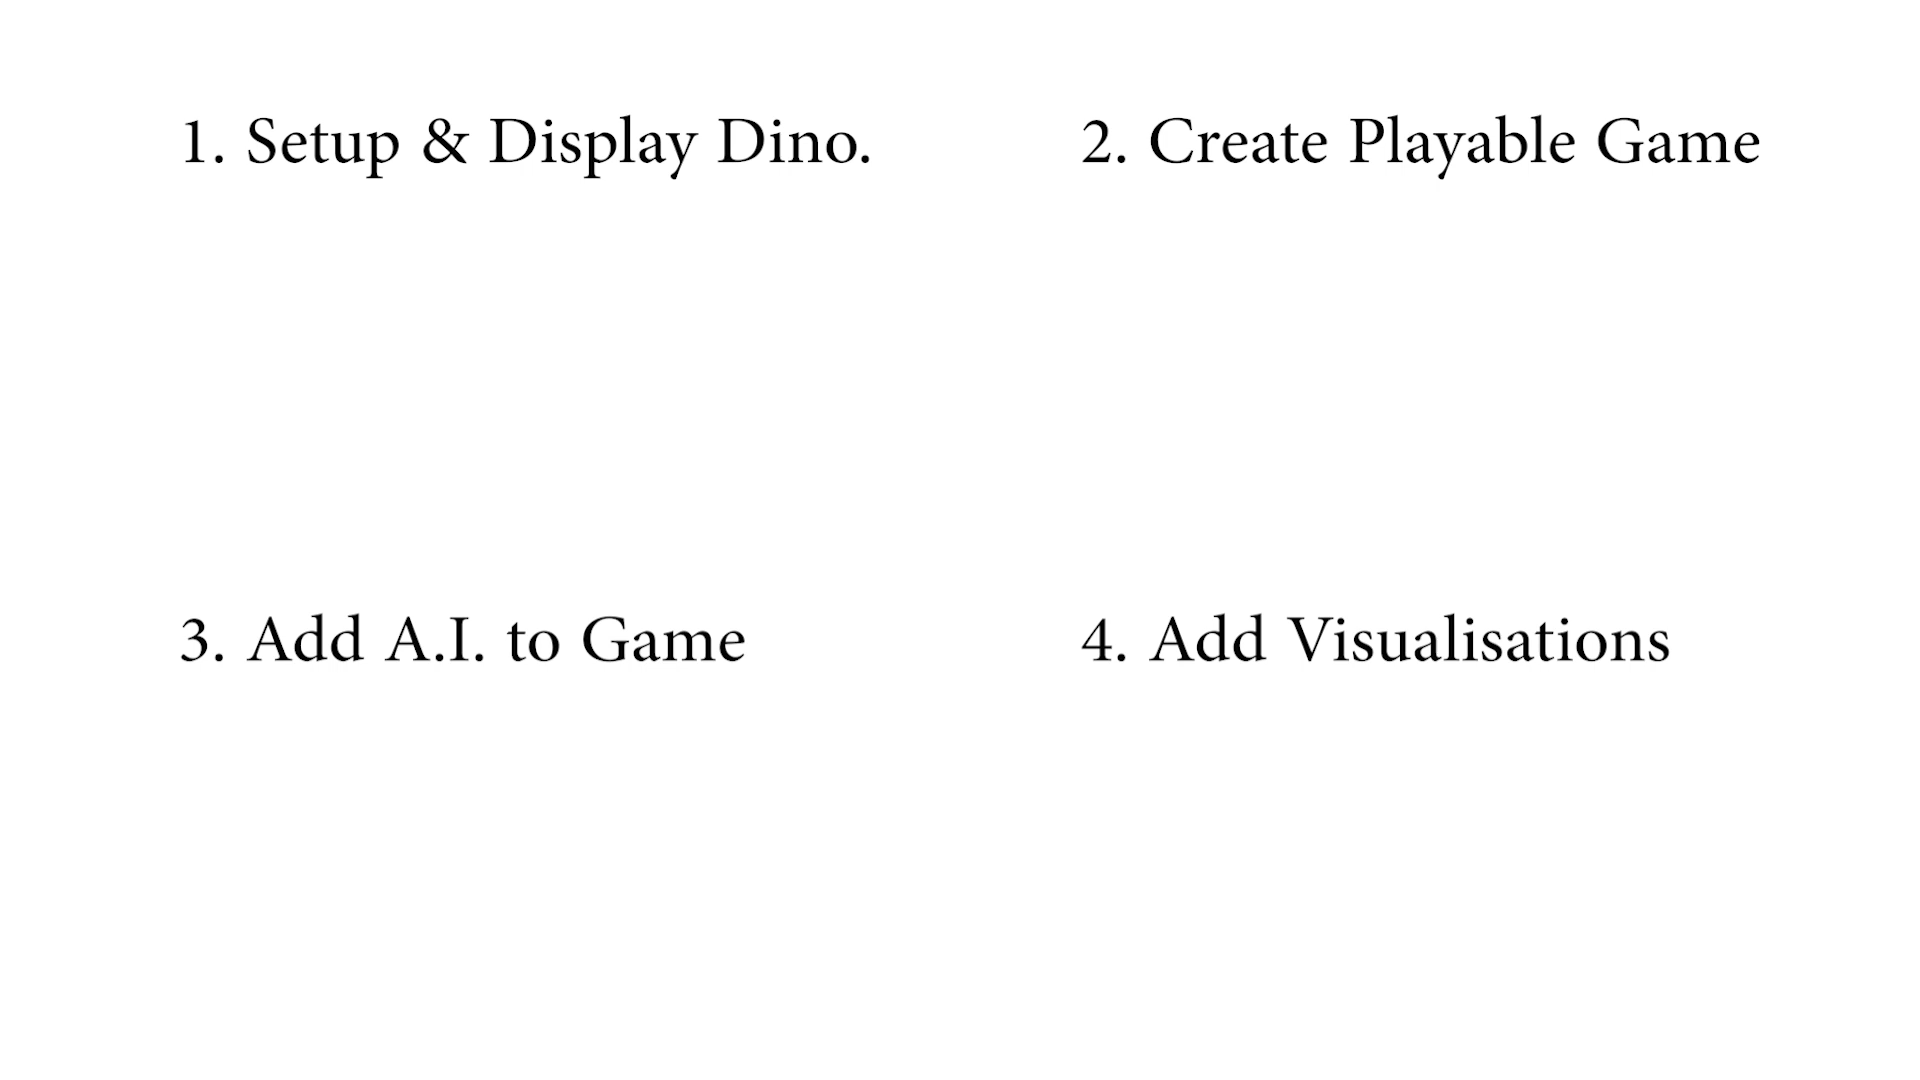 1. Setup & Display Dino.
2. Create Playable Game
3. Add A.I. to Game
4. Add Visualisations